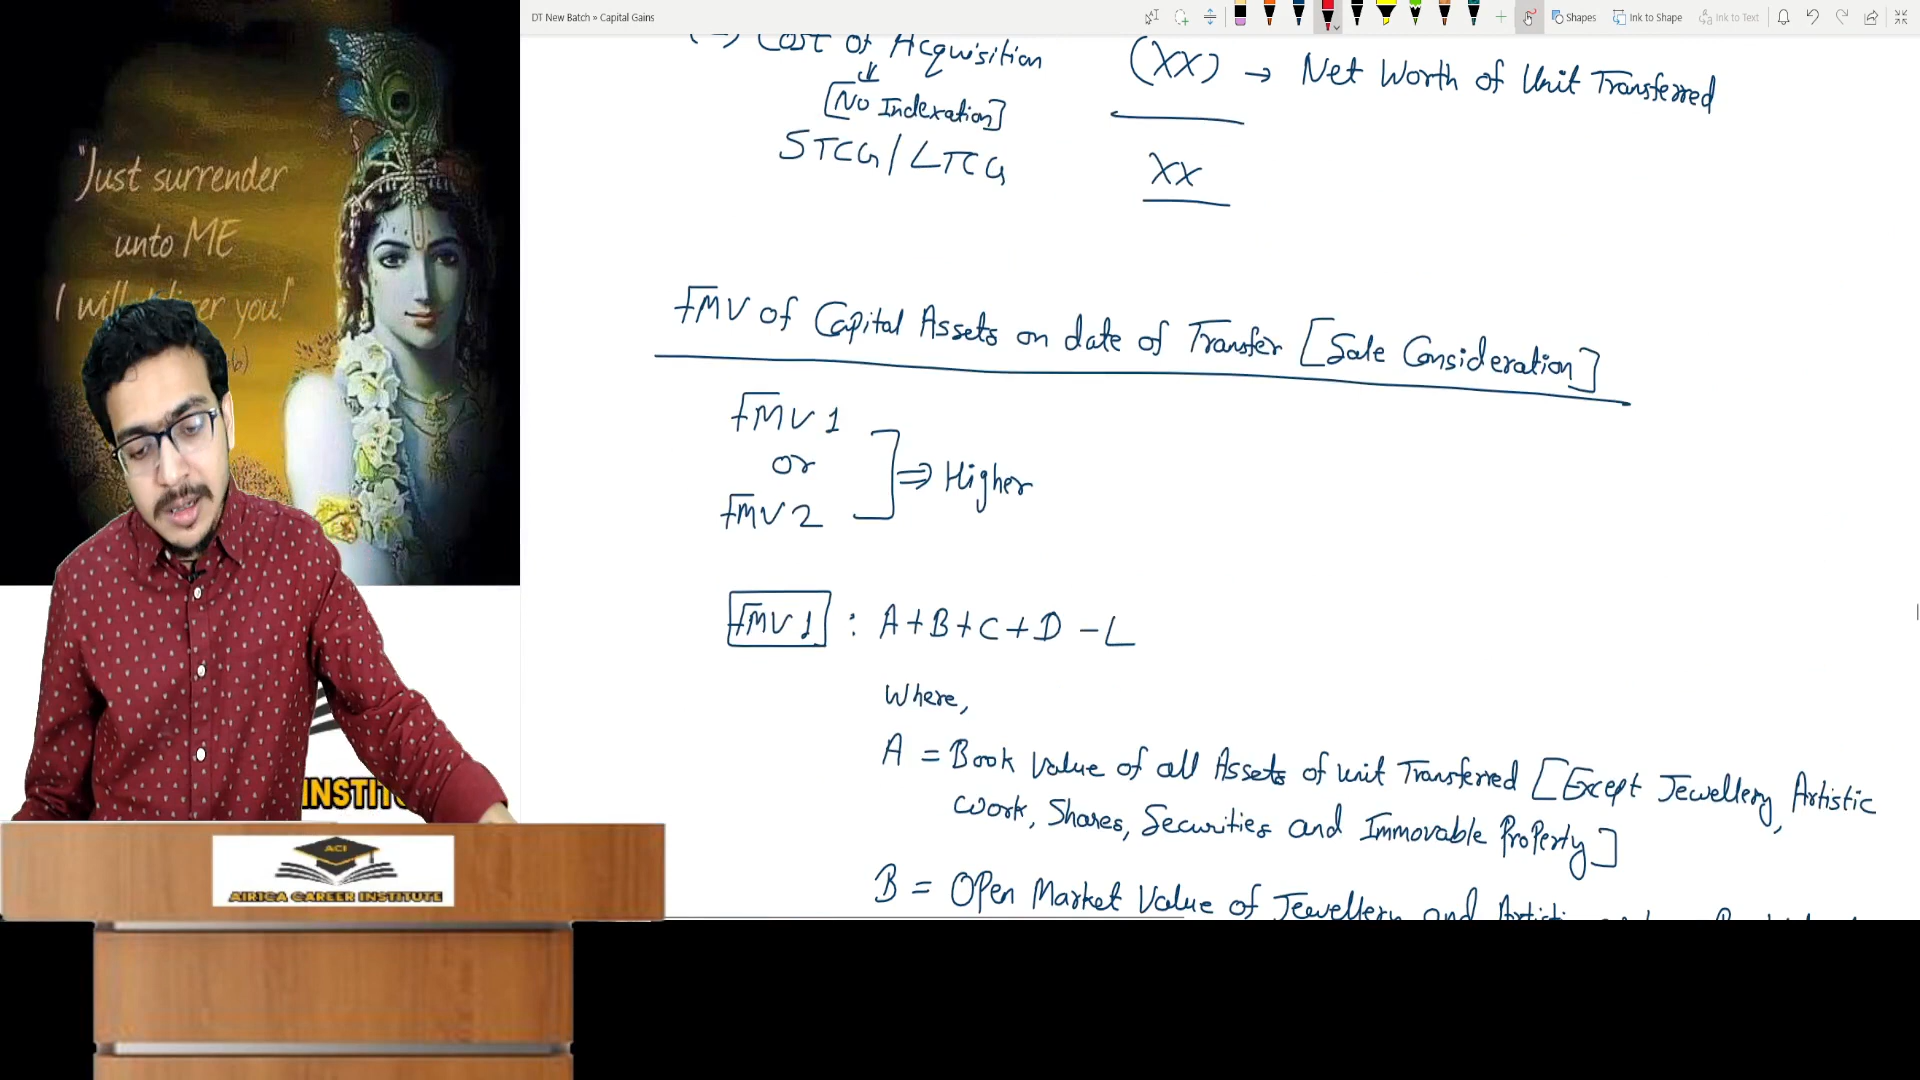 DT New Batch » Capital Gains
Shapes
Ink to Shape
Ink to Text
Cost of Acquisition (XX) → Net Worth of Unit Transferred
[No Indexation]
STCG / LTCG XX
"Just surrender
unto ME
I will you!"
FMV of Capital Assets on date of Transfer [Sale Consideration]
FMV 1
or
FMV 2
⇒ Higher
FMV 1 : A+B+C+D -L
Where,
A = Book Value of all Assets of unit Transferred [Except Jewellery, Artistic
Work, Shares, Securities and Immovable Property]
B = Open Market Value of Jewellery and
INSTIT
ACI
AIRICA CAREER INSTITUTE